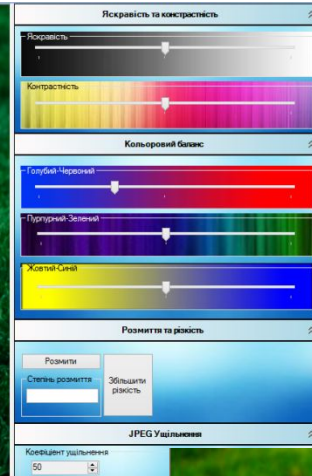 Яскравість та констрастність
Яскравість
Контрастність
Кольоровий баланс
Голубий-Червоний
Пурпурний-Зелений
Жовтий-Синій
Розмиття та різкість
Розмити
Степінь розмиття
Збільшити
різкість
JPEG Ущільнення
Коефіцієнт ущільнення
50